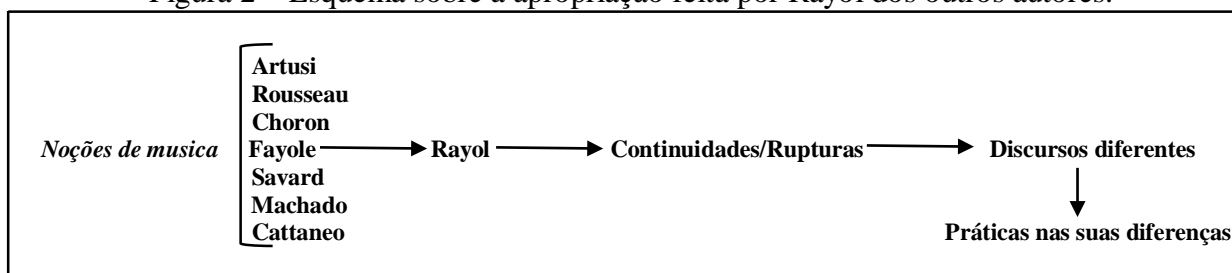 Figura 2 – Esquema sobre a apropriação feita por Rayol dos outros autores.
Artusi
Rousseau
Choron
Noções de musica Fayole Rayol Continuidades/Rupturas Discursos diferentes
Savard
Machado
Cattaneo Práticas nas suas diferenças